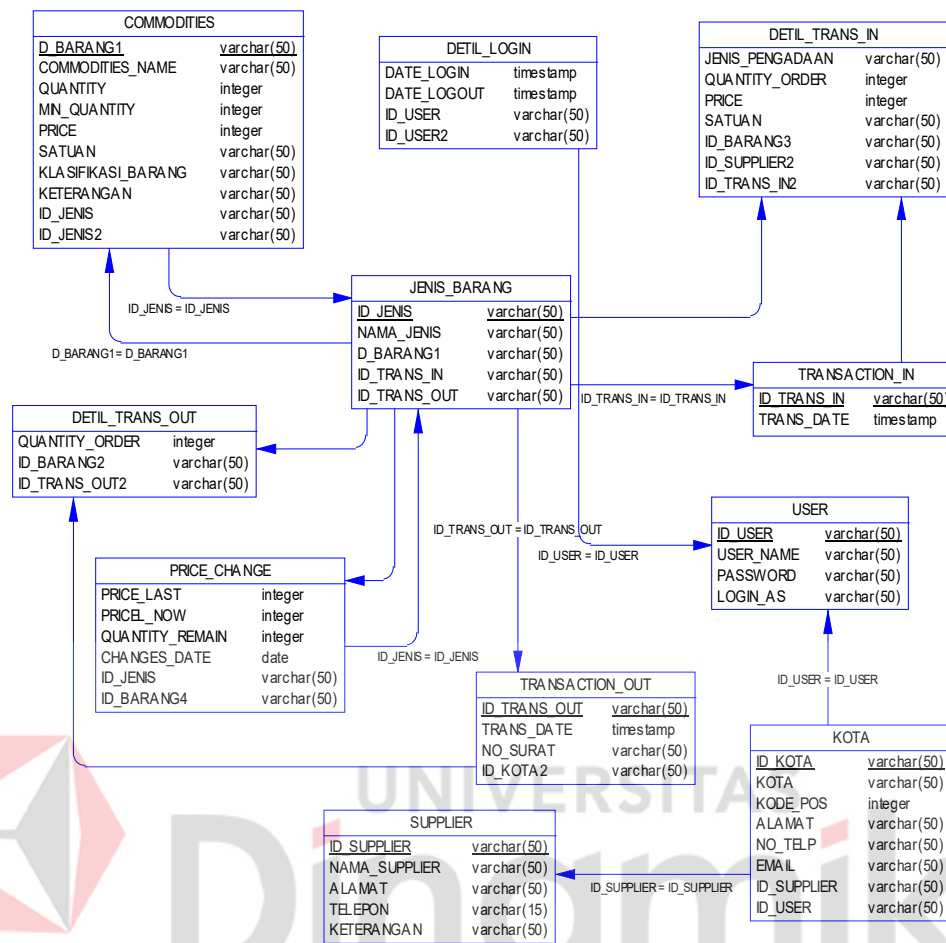 COMMODITIES
D_BARANG1 varchar(50)
COMMODITIES_NAME varchar(50)
QUANTITY integer
MIN_QUANTITY integer
PRICE integer
SATUAN varchar(50)
KLASIFIKASI_BARANG varchar(50)
KETERANGAN varchar(50)
ID_JENIS varchar(50)
ID_JENIS2 varchar(50)
DETIL_LOGIN
DATE_LOGIN timestamp
DATE_LOGOUT timestamp
ID_USER varchar(50)
ID_USER2 varchar(50)
DETIL_TRANS_IN
JENIS_PENGADAAN varchar(50)
QUANTITY_ORDER integer
PRICE integer
SATUAN varchar(50)
ID_BARANG3 varchar(50)
ID_SUPPLIER2 varchar(50)
ID_TRANS_IN2 varchar(50)
ID_JENIS = ID_JENIS
D_BARANG1 = D_BARANG1
JENIS_BARANG
ID_JENIS varchar(50)
NAMA_JENIS varchar(50)
D_BARANG1 varchar(50)
ID_TRANS_IN varchar(50)
ID_TRANS_OUT varchar(50)
ID_TRANS_IN = ID_TRANS_IN
TRANSACTION_IN
ID_TRANS_IN varchar(50)
TRANS_DATE timestamp
DETIL_TRANS_OUT
QUANTITY_ORDER integer
ID_BARANG2 varchar(50)
ID_TRANS_OUT2 varchar(50)
ID_TRANS_OUT = ID_TRANS_OUT
ID_USER = ID_USER
USER
ID_USER varchar(50)
USER_NAME varchar(50)
PASSWORD varchar(50)
LOGIN_AS varchar(50)
PRICE_CHANGE
PRICE_LAST integer
PRICEL_NOW integer
QUANTITY_REMAIN integer
CHANGES_DATE date
ID_JENIS varchar(50)
ID_BARANG4 varchar(50)
ID_JENIS = ID_JENIS
ID_USER = ID_USER
TRANSACTION_OUT
ID_TRANS_OUT varchar(50)
TRANS_DATE timestamp
NO_SURAT varchar(50)
ID_KOTA2 varchar(50)
KOTA
ID_KOTA varchar(50)
KOTA varchar(50)
KODE_POS integer
ALAMAT varchar(50)
NO_TELP varchar(50)
EMAIL varchar(50)
ID_SUPPLIER varchar(50)
ID_USER varchar(50)
ID_SUPPLIER = ID_SUPPLIER
SUPPLIER
ID_SUPPLIER varchar(50)
NAMA_SUPPLIER varchar(50)
ALAMAT varchar(50)
TELEPON varchar(15)
KETERANGAN varchar(50)
UNIVERSITAS
Dinamik